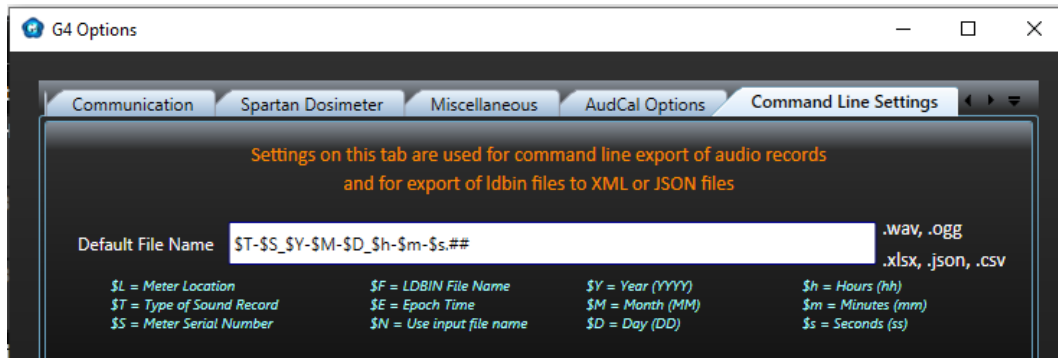 G4 Options
Communication Spartan Dosimeter Miscellaneous AudCal Options Command Line Settings
Settings on this tab are used for command line export of audio records
and for export of ldbin files to XML or JSON files
Default File Name $T-$S_$Y-$M-$D_$h-$m-$s.## .wav, .ogg
.xlsx, .json, .csv
$L = Meter Location $F = LDBIN File Name $Y = Year (YYYY) $h = Hours (hh)
$T = Type of Sound Record $E = Epoch Time $M = Month (MM) $m = Minutes (mm)
$S = Meter Serial Number $N = Use input file name $D = Day (DD) $s = Seconds (ss)